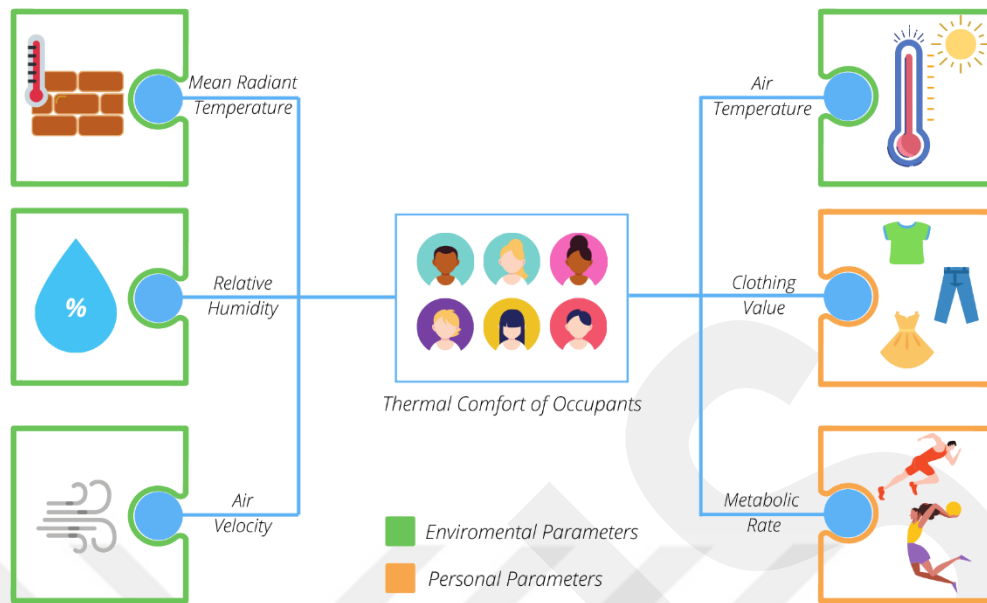 Mean Radiant
Temperature
Air
Temperature
%
Relative
Humidity
Clothing
Value
Thermal Comfort of Occupants
Air
Velocity
Metabolic
Rate
Enviromental Parameters
Personal Parameters